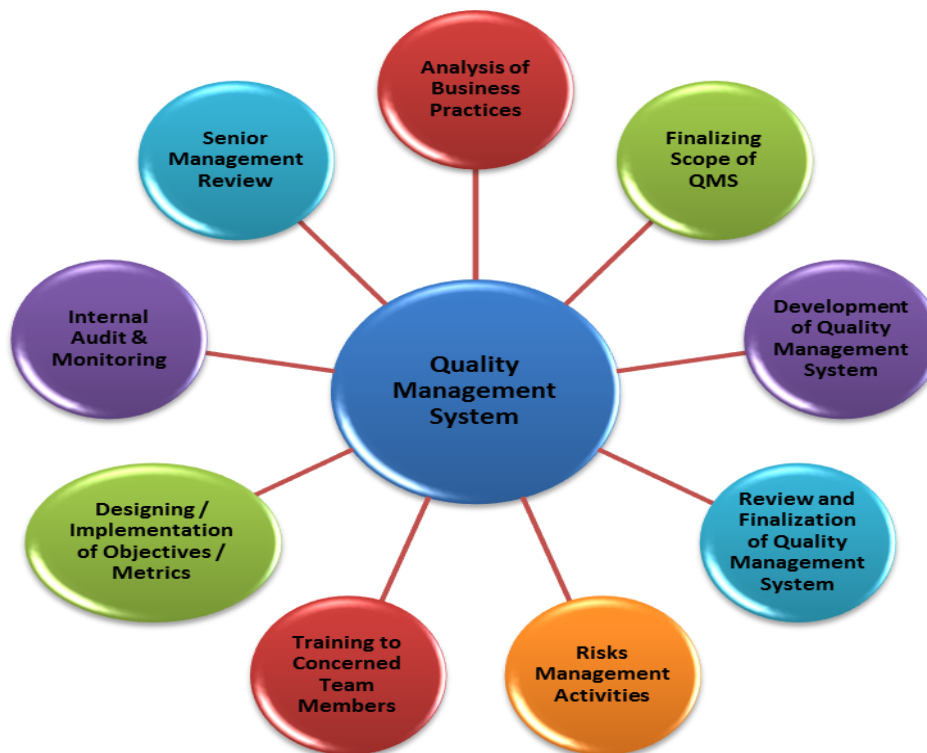 Analysis of
Business
Practices
Finalizing
Scope of
QMS
Development
of Quality
Management
System
Review and
Finalization
of Quality
Management
System
Risks
Management
Activities
Training to
Concerned
Team
Members
Designing /
Implementation
of Objectives /
Metrics
Internal
Audit &
Monitoring
Senior
Management
Review
Quality
Management
System